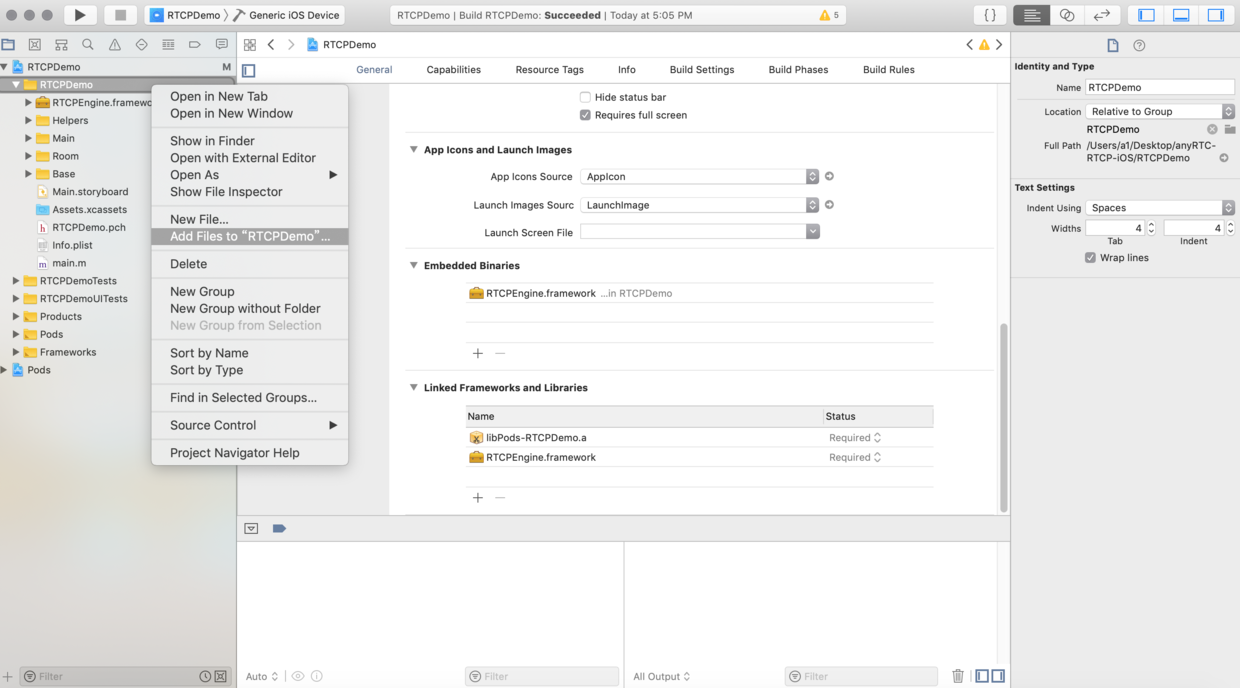 RTCPDemo
Generic iOS Device
RTCPDemo | Build RTCPDemo: Succeeded | Today at 5:05 PM
5
{}
RTCPDemo
M
RTCPDemo
RTCPEngine.framewo
Helpers
Main
Room
Base
Main.storyboard
Assets.xcassets
RTCPDemo.pch
Info.plist
main.m
RTCPDemoTests
RTCPDemoUITests
Products
Pods
Frameworks
Pods
Filter
Open in New Tab
Open in New Window
Show in Finder
Open with External Editor
Open As
Show File Inspector
New File...
Add Files to “RTCPDemo”...
Delete
New Group
New Group without Folder
New Group from Selection
Sort by Name
Sort by Type
Find in Selected Groups...
Source Control
Project Navigator Help
RTCPDemo
General
Capabilities
Resource Tags
Info
Build Settings
Build Phases
Build Rules
Hide status bar
Requires full screen
App Icons and Launch Images
App Icons Source
AppIcon
Launch Images Sourc
LaunchImage
Launch Screen File
Embedded Binaries
RTCPEngine.framework ...in RTCPDemo
Linked Frameworks and Libraries
Name
Status
libPods-RTCPDemo.a
Required
RTCPEngine.framework
Required
Auto
Filter
All Output
Filter
Identity and Type
Name
RTCPDemo
Location
Relative to Group
RTCPDemo
Full Path
/Users/a1/Desktop/anyRTC-
RTCP-iOS/RTCPDemo
Text Settings
Indent Using
Spaces
Widths
4
4
Tab
Indent
Wrap lines